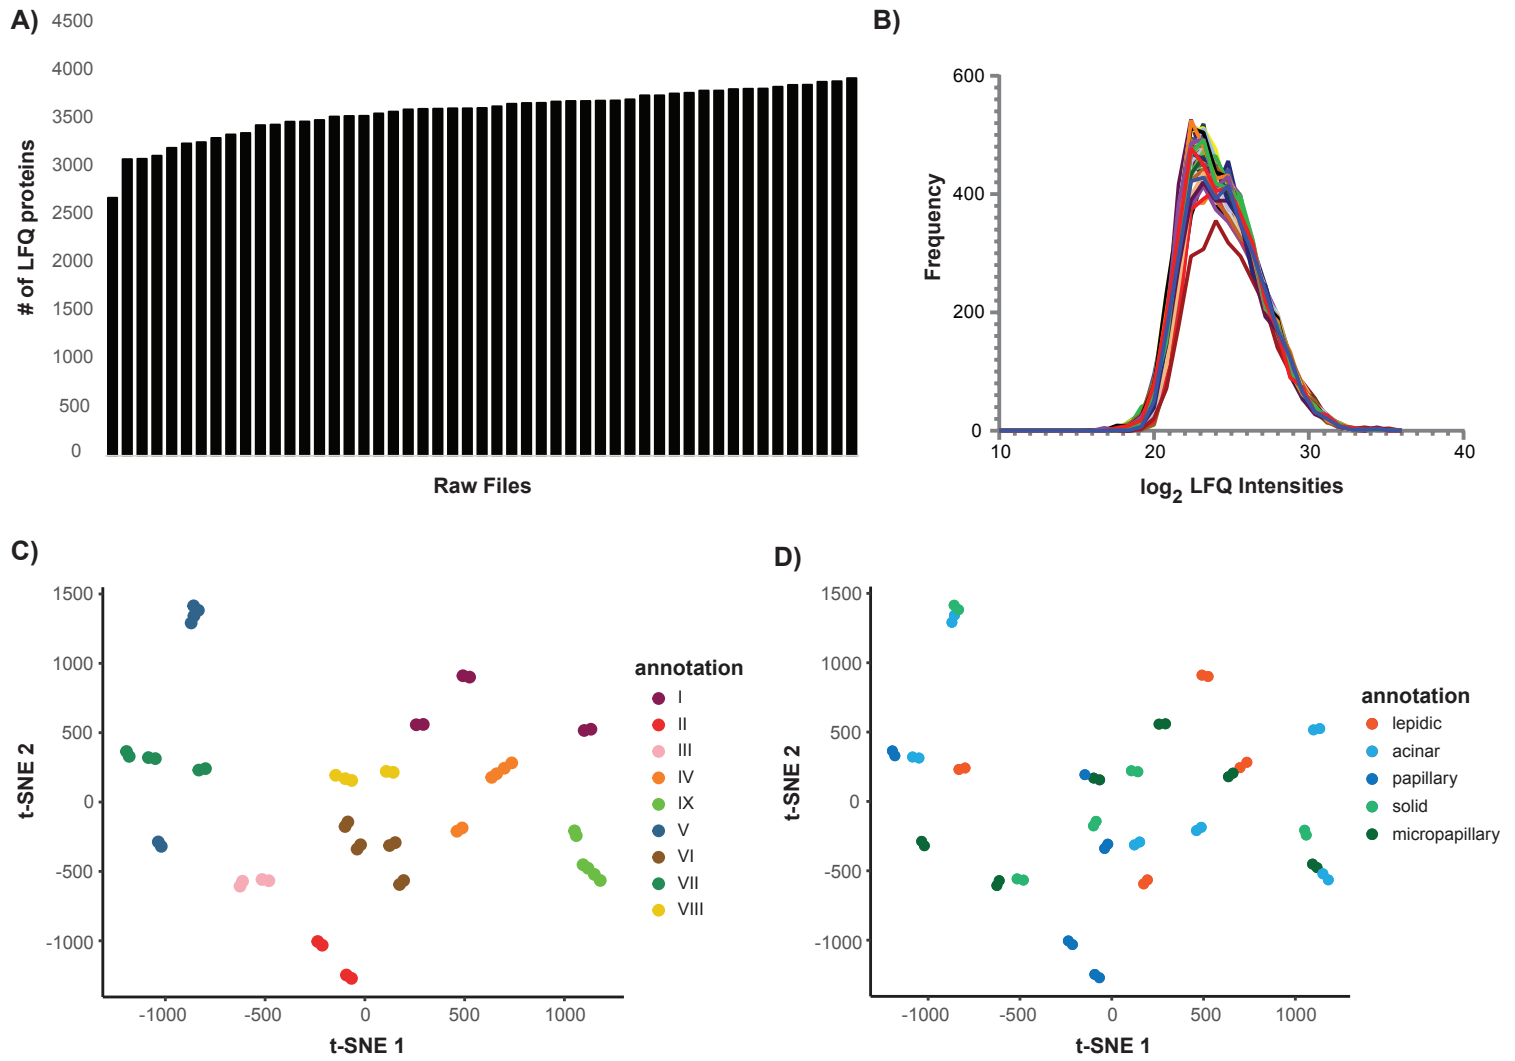 A)
4500
4000
3500
3000
2500
2000
1500
1000
500
0
# of LFQ proteins
Raw Files
B)
600
400
200
0
Frequency
10 20 30 40
log2 LFQ Intensities
C)
1500
1000
500
0
-500
-1000
t-SNE 2
-1000 -500 0 500 1000
t-SNE 1
annotation
I
II
III
IV
IX
V
VI
VII
VIII
D)
1500
1000
500
0
-500
-1000
t-SNE 2
-1000 -500 0 500 1000
t-SNE 1
annotation
lepidic
acinar
papillary
solid
micropapillary